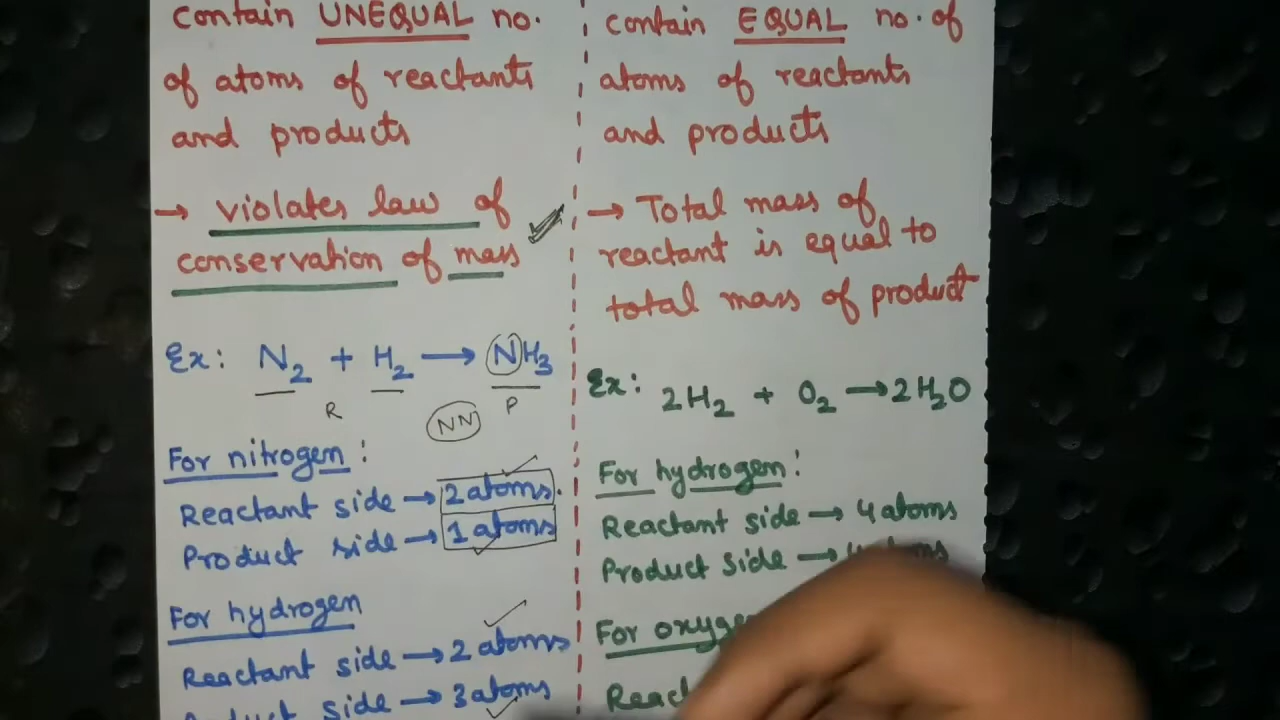 contain UNEQUAL no.
of atoms of reactants
and products
→ violates law of
conservation of mass
Ex: N₂ + H₂ → NH₃
R
NN
P
For nitrogen:
Reactant side → 2 atoms.
Product side → 1 atoms
For hydrogen
Reactant side → 2 atoms
side → 3 atoms
contain EQUAL no. of
atoms of reactants
and products
→ Total mass of
reactant is equal to
total mass of product
Ex: 2H₂ + O₂ → 2H₂O
For hydrogen:
Reactant side → 4 atoms
Product side →
For